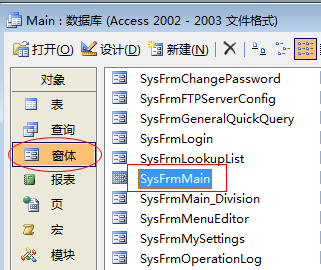 Main : 数据库 (Access 2002 - 2003 文件格式)
打开(O) 设计(D) 新建(N)
对象
表
查询
窗体
报表
页
宏
模块
SysFrmChangePassword
SysFrmFTPServerConfig
SysFrmGeneralQuickQuery
SysFrmLogin
SysFrmLookupList
SysFrmMain
SysFrmMain_Division
SysFrmMenuEditor
SysFrmMySettings
SysFrmOperationLog